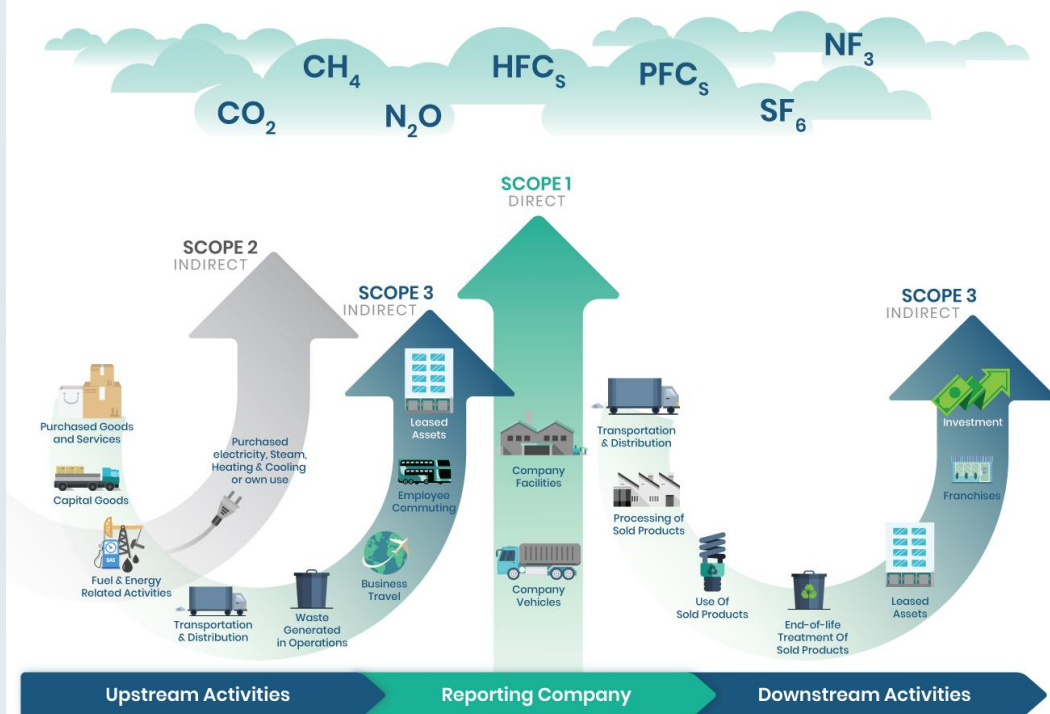 CO2
CH4
N2O
HFCS
PFCS
SF6
NF3
SCOPE 1
DIRECT
SCOPE 2
INDIRECT
SCOPE 3
INDIRECT
SCOPE 3
INDIRECT
Purchased Goods
and Services
Capital Goods
GAS
Fuel & Energy
Related Activities
Purchased
electricity, Steam,
Heating & Cooling
or own use
Transportation
& Distribution
Waste
Generated
in Operations
Business
Travel
Employee
Commuting
Leased
Assets
Company
Facilities
Company
Vehicles
Transportation
& Distribution
Processing of
Sold Products
Use Of
Sold Products
End-of-life
Treatment Of
Sold Products
Leased
Assets
Franchises
Investment
Upstream Activities
Reporting Company
Downstream Activities